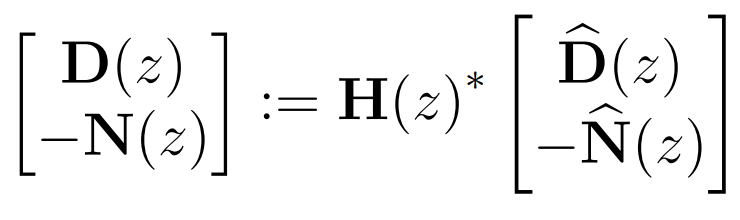 [ D(z) ; −N(z) ] := H(z)* [ D̂(z) ; −N̂(z) ]